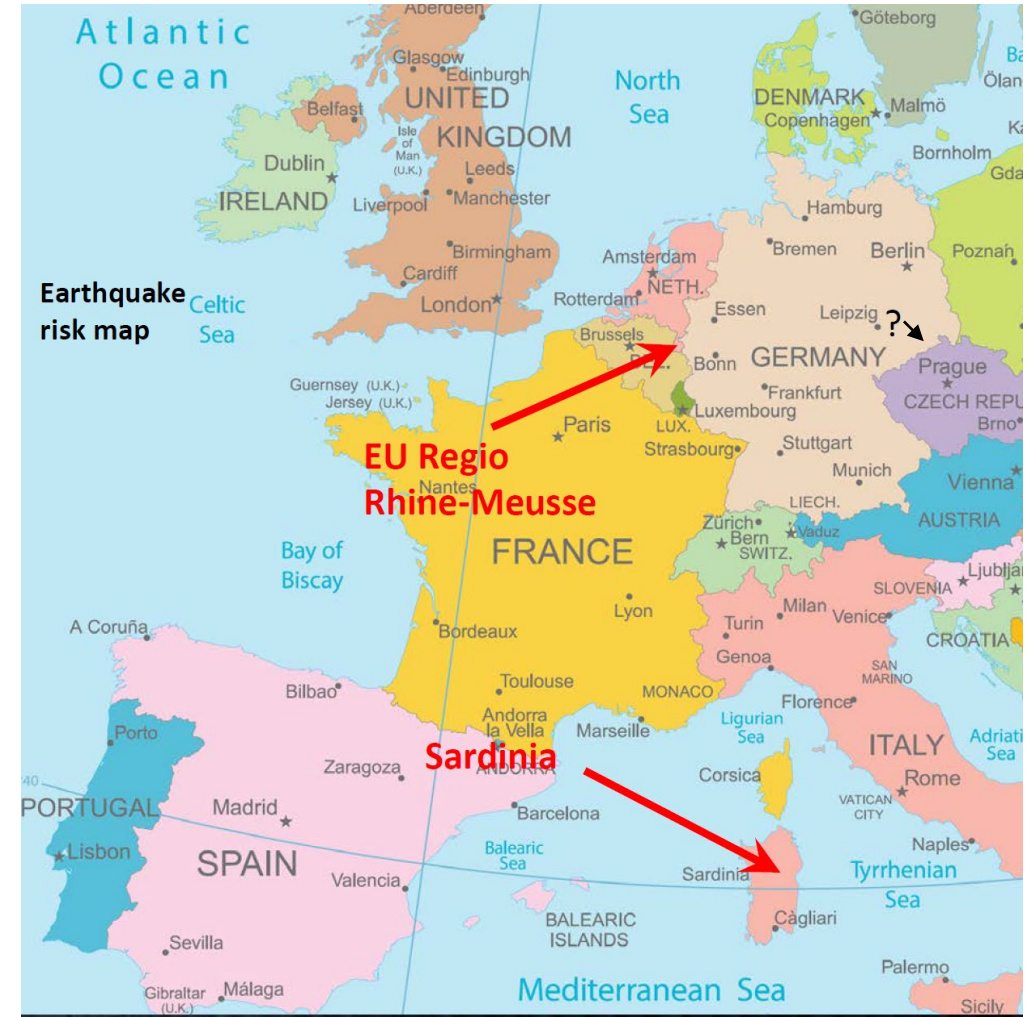 Aberdeen
Göteborg
Atlantic
Ocean
Glasgow
Edinburgh
North
Sea
UNITED
KINGDOM
DENMARK
Copenhagen
Malmö
Ölan
Belfast
Isle
of
Man
(U.K.)
Dublin
IRELAND
Leeds
Liverpool
Manchester
Bornholm
Gda
Hamburg
Birmingham
Bremen
Berlin
Poznań
Amsterdam
NETH.
Cardiff
London
Rotterdam
Earthquake
risk map
Celtic
Sea
Essen
Leipzig
?
Brussels
Bonn
GERMANY
Prague
Guernsey (U.K.)
Jersey (U.K.)
Frankfurt
CZECH REPU
Luxembourg
LUX.
Brno
Paris
Strasbourg
Stuttgart
EU Regio
Rhine-Meusse
Nantes
Munich
Vienna
LIECH.
Zürich
Vaduz
AUSTRIA
Bern
SWITZ.
Bay of
Biscay
FRANCE
Ljubljan
SLOVENIA
Lyon
Milan
Venice
Turin
A Coruña
Bordeaux
CROATIA
Genoa
SAN
MARINO
Bilbao
Toulouse
MONACO
Florence
Andorra
la Vella
Marseille
Ligurian
Sea
Porto
ITALY
Adriati
Sea
Sardinia
ANDORRA
Zaragoza
Corsica
Rome
40
PORTUGAL
Madrid
VATICAN
CITY
Barcelona
Lisbon
SPAIN
Balearic
Sea
Naples
Valencia
Sardinia
Tyrrhenian
Sea
BALEARIC
ISLANDS
Càgliari
Sevilla
Palermo
Gibraltar
(U.K.)
Málaga
Mediterranean Sea
Sicily